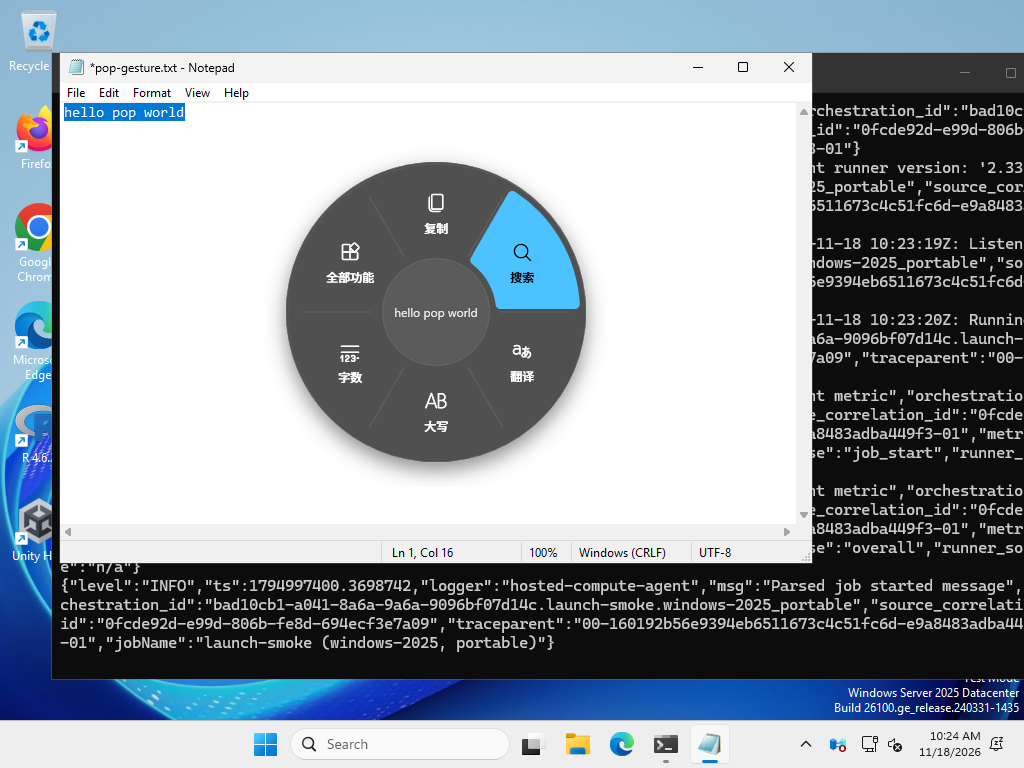 Recycle
Firefo
Googl
Chrom
Micros
Edge
R 4.6.
Unity H
*pop-gesture.txt - Notepad
File Edit Format View Help
hello pop world
复制
搜索
全部功能
hello pop world
字数
翻译
AB
大写
Ln 1, Col 16 100% Windows (CRLF) UTF-8
rchestration_id":"bad10c
_id":"0fcde92d-e99d-806b
3-01"}
nt runner version: '2.33
25_portable","source_cor
6511673c4c51fc6d-e9a8483
-11-18 10:23:19Z: Listen
ndows-2025_portable","so
6e9394eb6511673c4c51fc6d
-11-18 10:23:20Z: Runnin
a6a-9096bf07d14c.launch-
7a09","traceparent":"00-
nt metric","orchestratio
e_correlation_id":"0fcde
a8483adba449f3-01","metr
se":"job_start","runner_
nt metric","orchestratio
e_correlation_id":"0fcde
a8483adba449f3-01","metr
se":"overall","runner_so
e":"n/a"}
{"level":"INFO","ts":1794997400.3698742,"logger":"hosted-compute-agent","msg":"Parsed job started message",
chestration_id":"bad10cb1-a041-8a6a-9a6a-9096bf07d14c.launch-smoke.windows-2025_portable","source_correlati
id":"0fcde92d-e99d-806b-fe8d-694ecf3e7a09","traceparent":"00-160192b56e9394eb6511673c4c51fc6d-e9a8483adba44
-01","jobName":"launch-smoke (windows-2025, portable)"}
Test Mode
Windows Server 2025 Datacenter
Build 26100.ge_release.240331-1435
Search
10:24 AM
11/18/2026